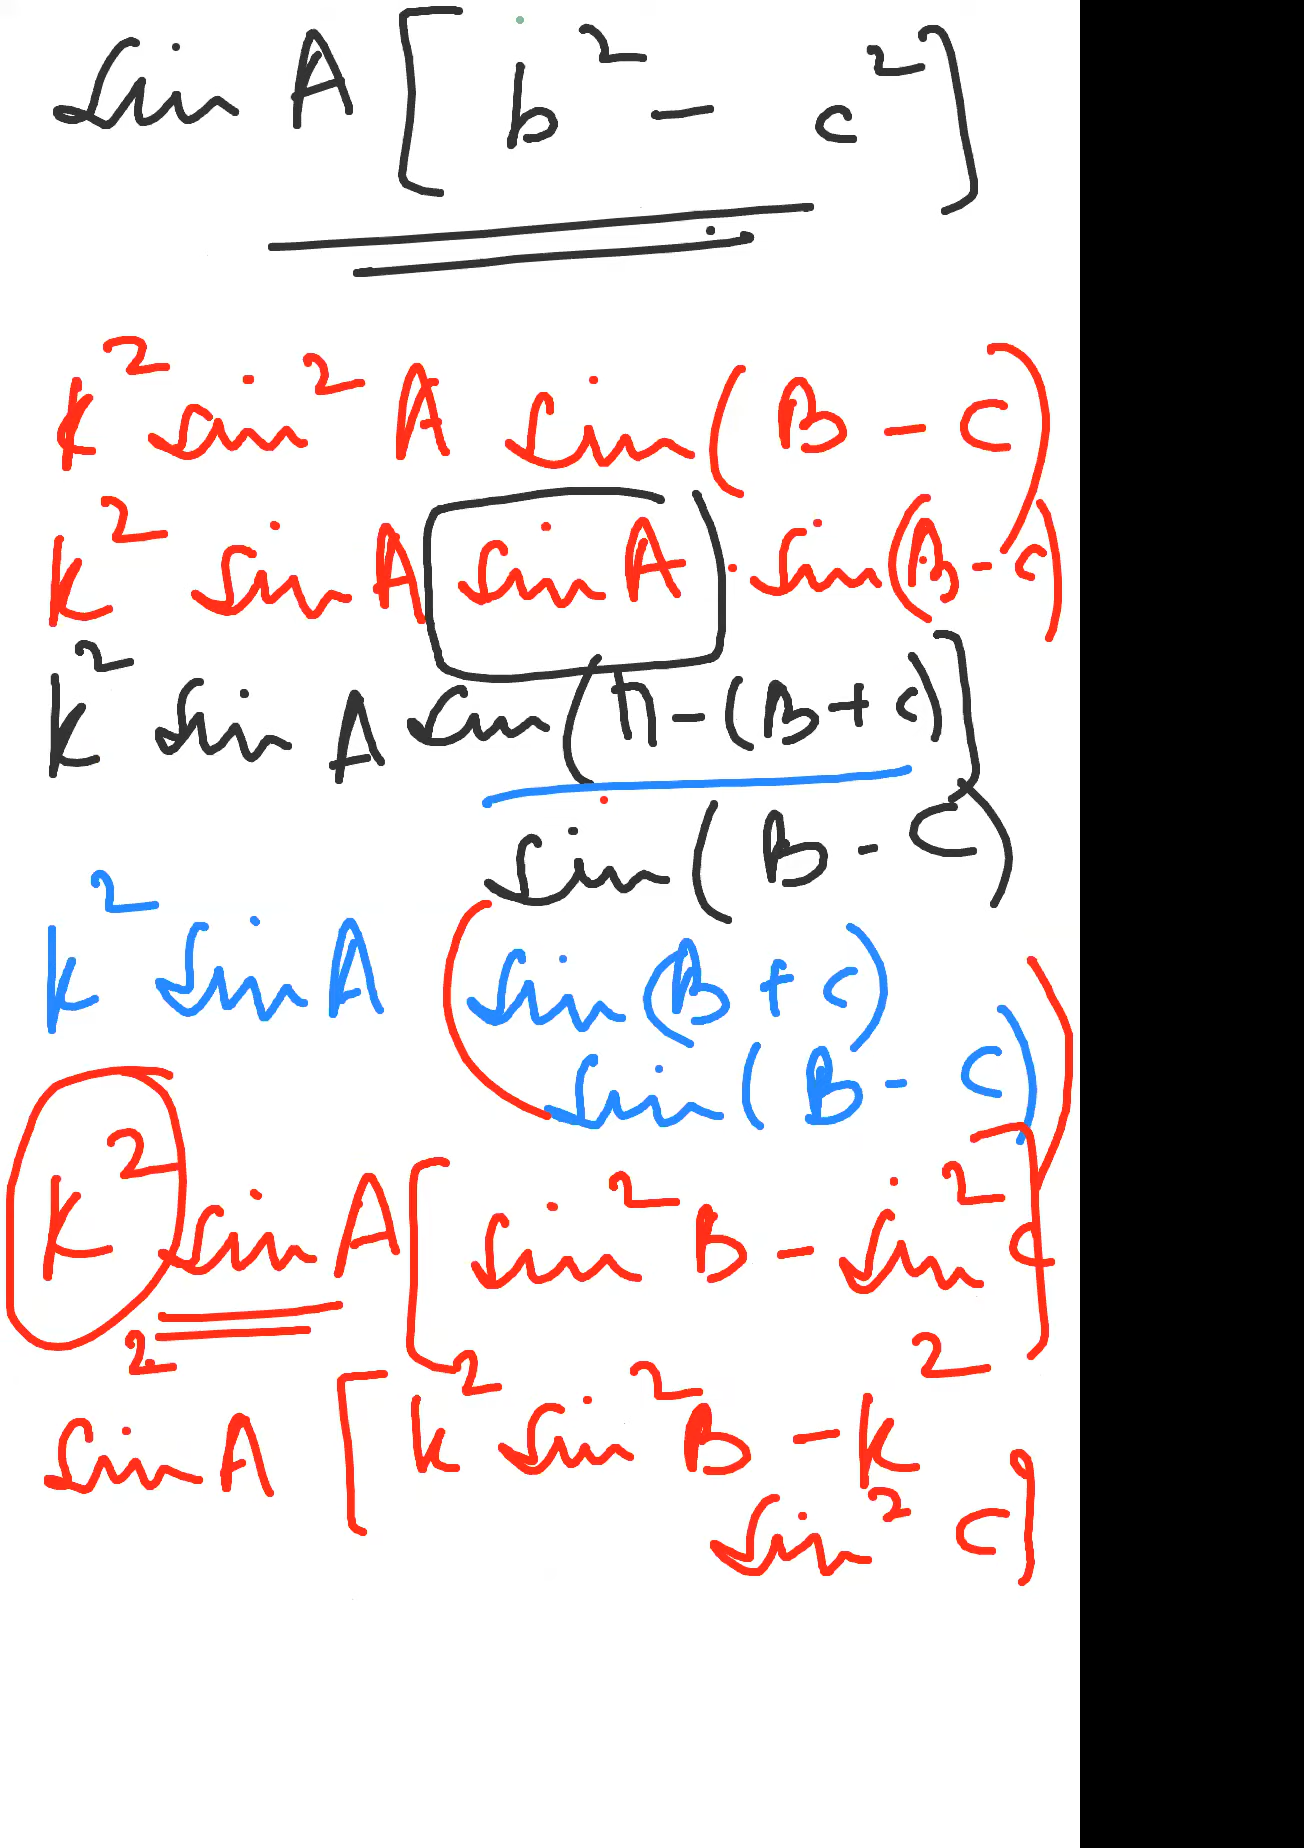 sin A [ b² - c² ]
k² sin² A sin ( B - C )
k² sin A sin A . sin ( B - C )
k² sin A sin ( π - ( B + C ) ]
sin ( B - C )
k² sin A ( sin ( B + C )
sin ( B - C ) )
k² sin A [ sin² B - sin² C ]
2
sin A [ k² sin² B - k²
sin² C ]